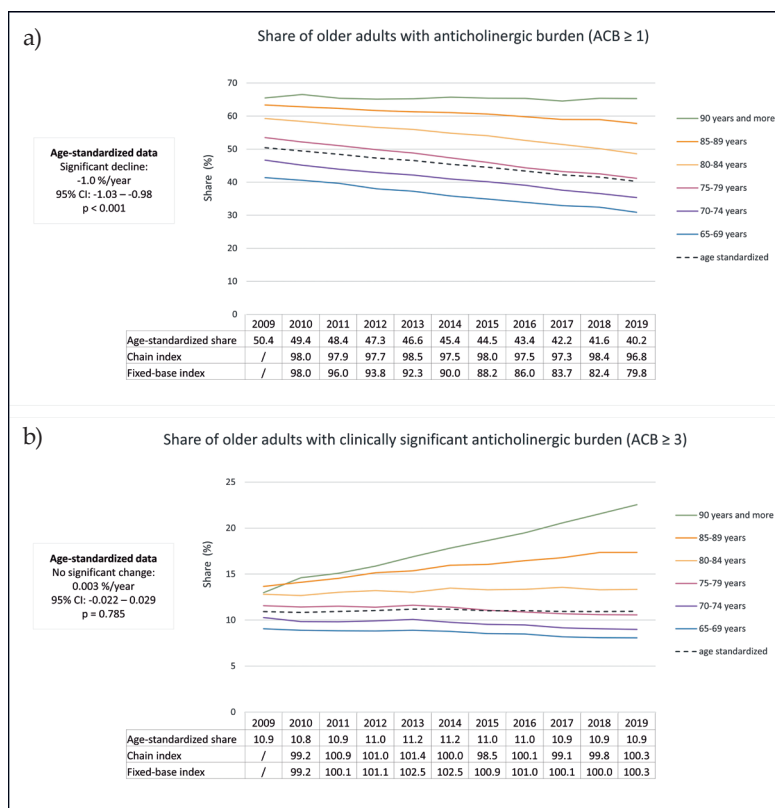 a)
Share of older adults with anticholinergic burden (ACB ≥ 1)
Age-standardized data
Significant decline:
-1.0 %/year
95% CI: -1.03 – -0.98
p < 0.001
Share (%)
70
60
50
40
30
20
10
0
90 years and more
85-89 years
80-84 years
75-79 years
70-74 years
65-69 years
age standardized
2009 2010 2011 2012 2013 2014 2015 2016 2017 2018 2019
Age-standardized share 50.4 49.4 48.4 47.3 46.6 45.4 44.5 43.4 42.2 41.6 40.2
Chain index / 98.0 97.9 97.7 98.5 97.5 98.0 97.5 97.3 98.4 96.8
Fixed-base index / 98.0 96.0 93.8 92.3 90.0 88.2 86.0 83.7 82.4 79.8
b)
Share of older adults with clinically significant anticholinergic burden (ACB ≥ 3)
Age-standardized data
No significant change:
0.003 %/year
95% CI: -0.022 – 0.029
p = 0.785
Share (%)
25
20
15
10
5
0
90 years and more
85-89 years
80-84 years
75-79 years
70-74 years
65-69 years
age standardized
2009 2010 2011 2012 2013 2014 2015 2016 2017 2018 2019
Age-standardized share 10.9 10.8 10.9 11.0 11.2 11.2 11.0 11.0 10.9 10.9 10.9
Chain index / 99.2 100.9 101.0 101.4 100.0 98.5 100.1 99.1 99.8 100.3
Fixed-base index / 99.2 100.1 101.1 102.5 102.5 100.9 101.0 100.1 100.0 100.3